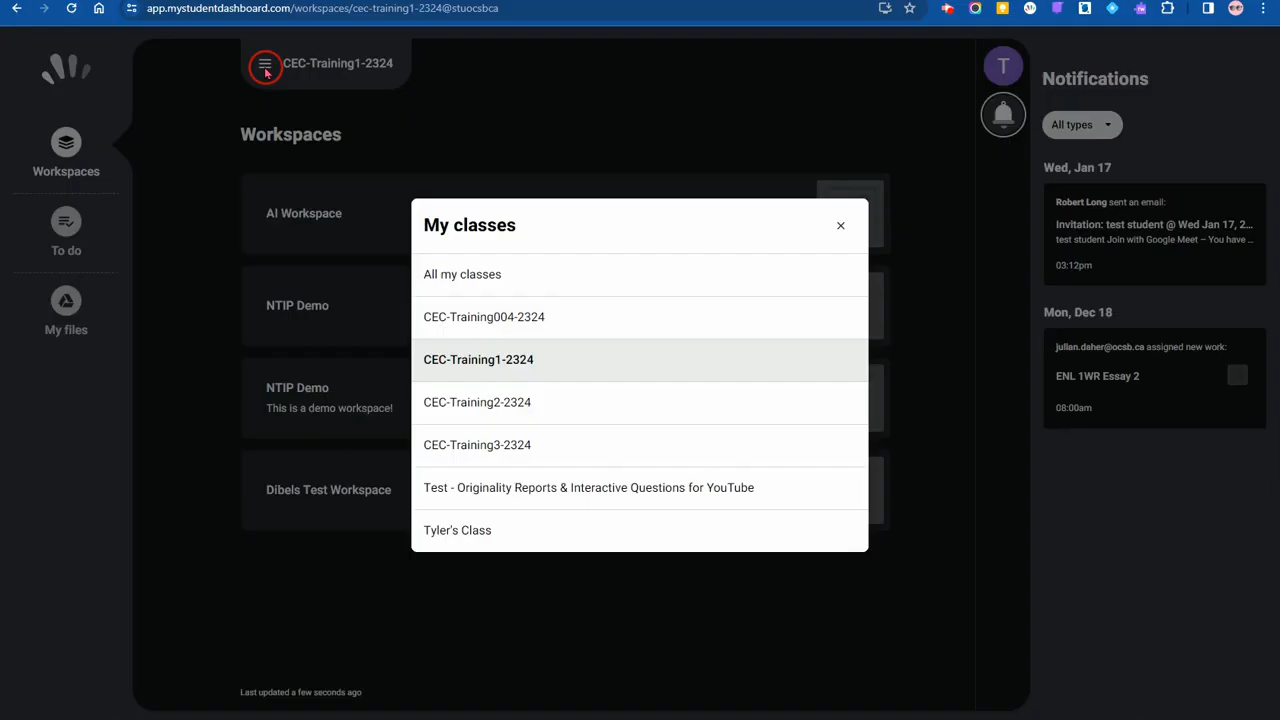 app.mystudentdashboard.com/workspaces/cec-training1-2324@stuocsbca
CEC-Training1-2324
T
Notifications
All types
Workspaces
To do
My files
Workspaces
AI Workspace
NTIP Demo
NTIP Demo
This is a demo workspace!
Dibels Test Workspace
Last updated a few seconds ago
My classes
All my classes
CEC-Training004-2324
CEC-Training1-2324
CEC-Training2-2324
CEC-Training3-2324
Test - Originality Reports & Interactive Questions for YouTube
Tyler's Class
Wed, Jan 17
Robert Long sent an email:
Invitation: test student @ Wed Jan 17, 2...
test student Join with Google Meet – You have ...
03:12pm
Mon, Dec 18
julian.daher@ocsb.ca assigned new work:
ENL 1WR Essay 2
08:00am